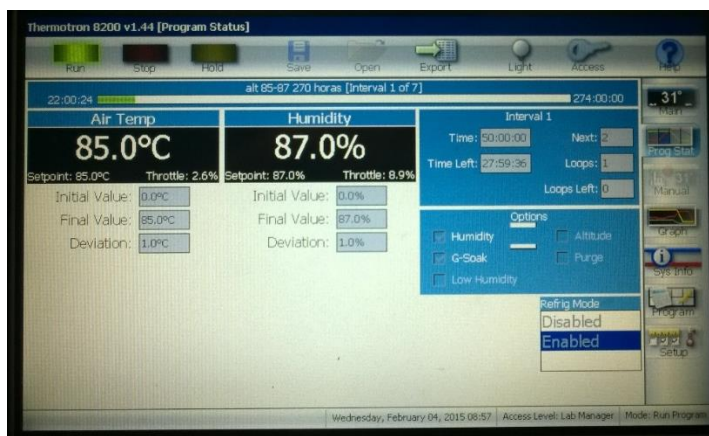 Thermotron 8200 v1.44 [Program Status]
Run Stop Hold Save Open Export Light Access Help
alt 85-87 270 horas [Interval 1 of 7]
22:00:24 274:00:00
Air Temp
85.0°C
Setpoint: 85.0°C Throttle: 2.6%
Initial Value: 0.0°C
Final Value: 85.0°C
Deviation: 1.0°C
Humidity
87.0%
Setpoint: 87.0% Throttle: 8.9%
Initial Value: 0.0%
Final Value: 87.0%
Deviation: 1.0%
Interval 1
Time: 50:00:00 Next: 2
Time Left: 27:59:36 Loops: 1
Loops Left: 0
Options
Humidity Altitude
G-Soak Purge
Low Humidity
Refrig Mode
Disabled
Enabled
31°
Main
Prog Stat
Manual
Graph
Sys Info
Program
Setup
Wednesday, February 04, 2015 08:57 Access Level: Lab Manager Mode: Run Program